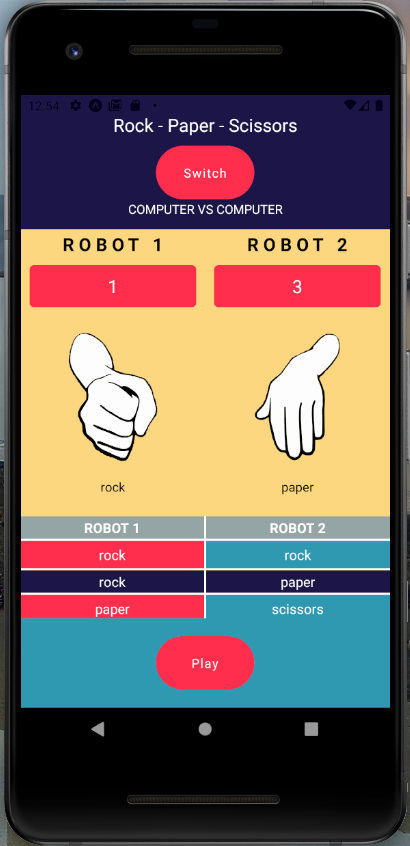 12:54
Rock - Paper - Scissors
Switch
COMPUTER VS COMPUTER
ROBOT 1 ROBOT 2
1 3
rock paper
ROBOT 1 ROBOT 2
rock rock
rock paper
paper scissors
Play